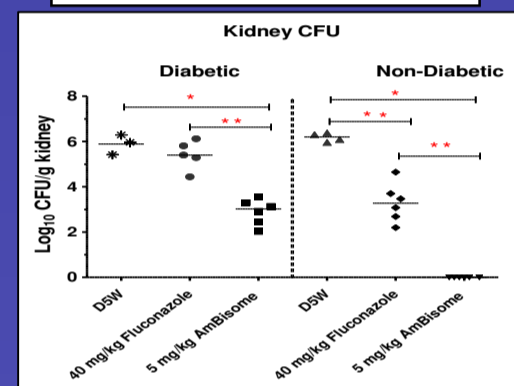 Kidney CFU
Diabetic
Non-Diabetic
Log10 CFU/g kidney
8
6
4
2
0
*
**
*
**
**
D5W
40 mg/kg Fluconazole
5 mg/kg AmBisome
D5W
40 mg/kg Fluconazole
5 mg/kg AmBisome